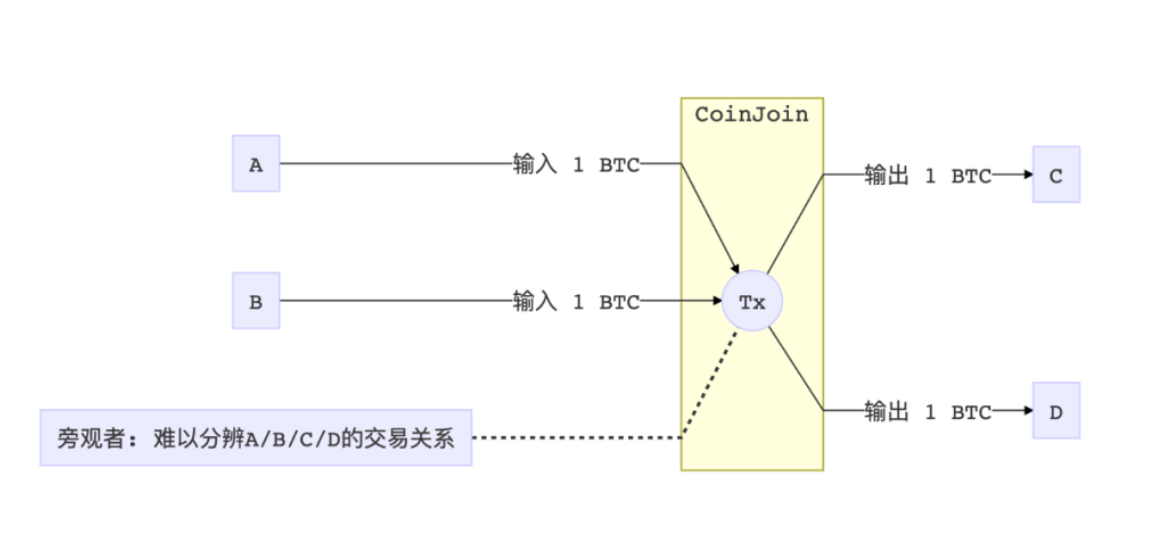 CoinJoin
A
输入 1 BTC
输出 1 BTC
C
B
输入 1 BTC
Tx
输出 1 BTC
D
旁观者: 难以分辨A/B/C/D的交易关系